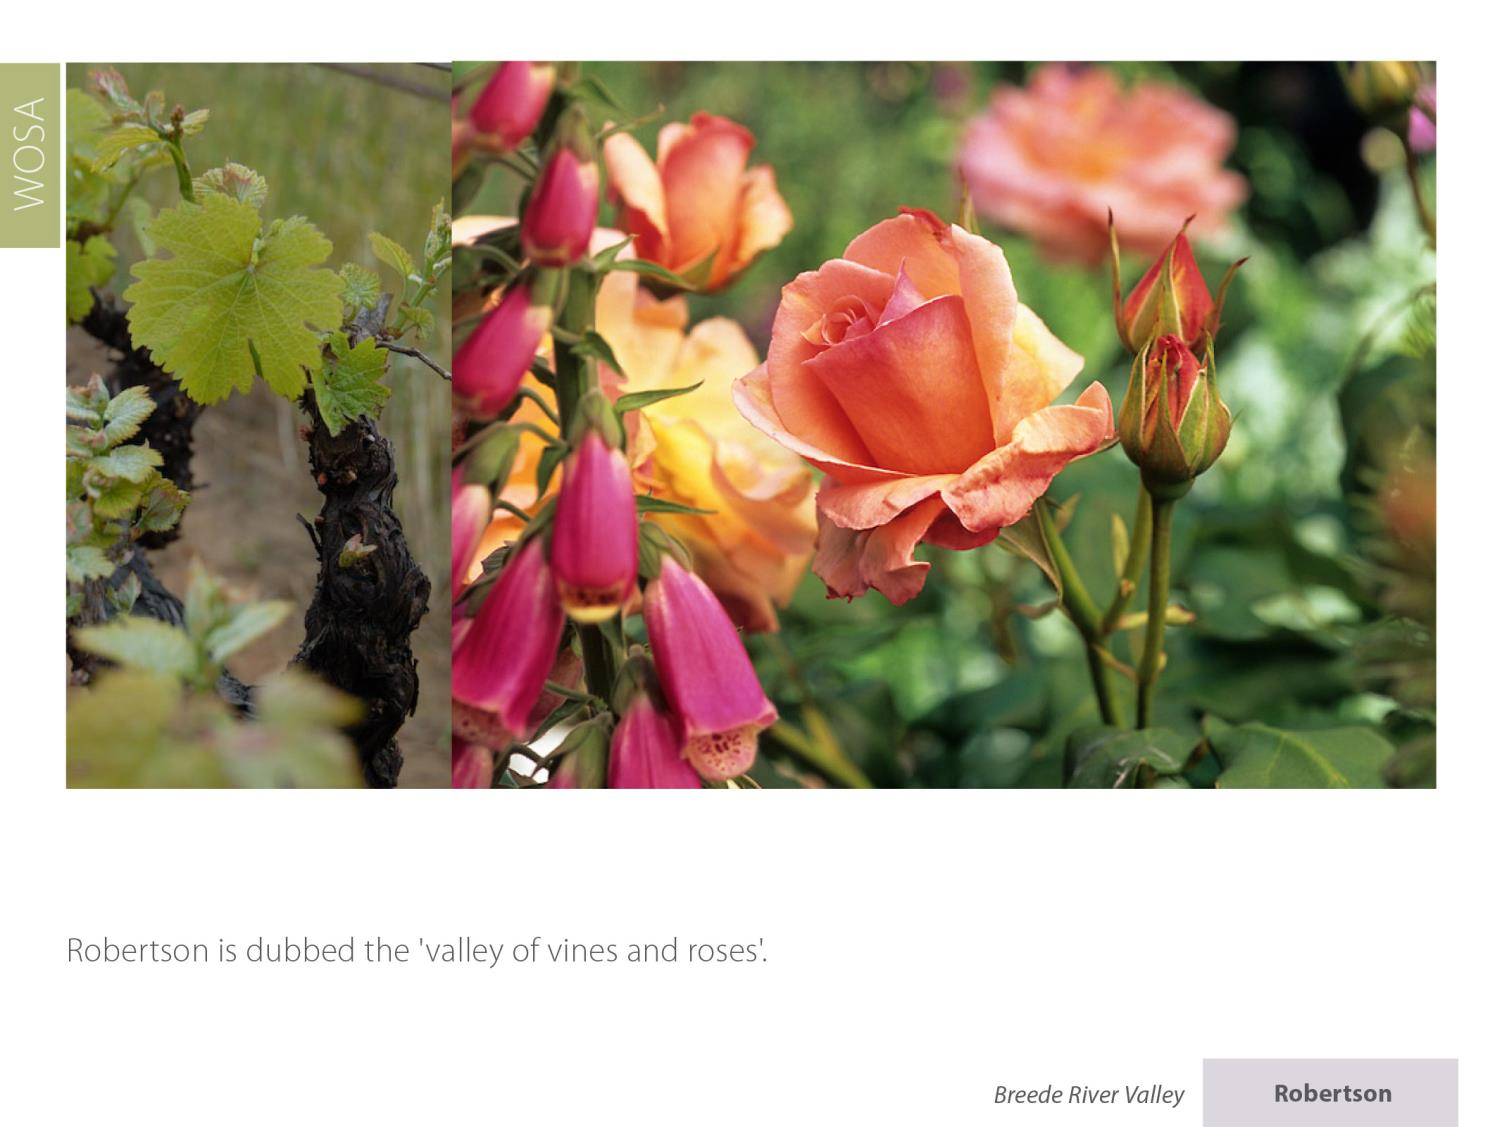 WOSA
Robertson is dubbed the 'valley of vines and roses'.
Breede River Valley
Robertson